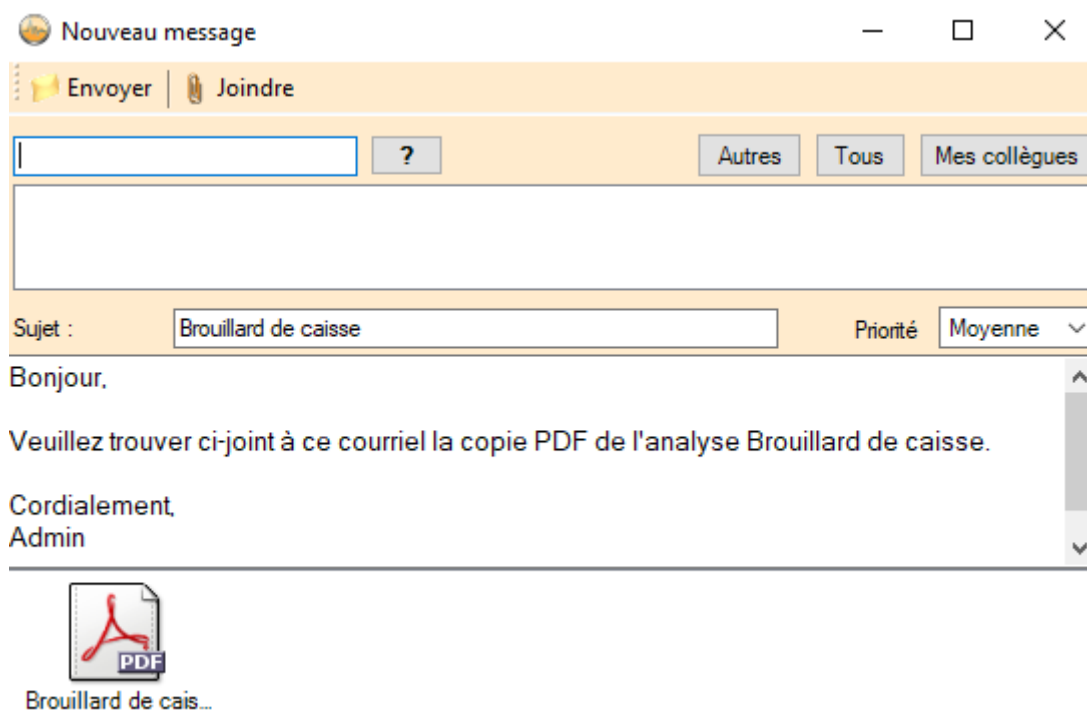 Nouveau message
Envoyer Joindre
? Autres Tous Mes collègues
Sujet : Brouillard de caisse Priorité Moyenne
Bonjour,
Veuillez trouver ci-joint à ce courriel la copie PDF de l'analyse Brouillard de caisse.
Cordialement,
Admin
PDF
Brouillard de cais...